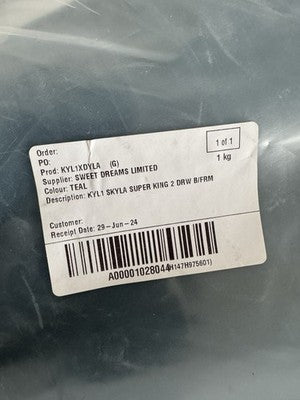 Order:
1 of 1
PO:
1 kg
Prod: KYL1XDYLA (G)
Supplier: SWEET DREAMS LIMITED
Colour: TEAL
Description: KYL1 SKYLA SUPER KING 2 DRW B/FRM
Customer:
Receipt Date: 29-Jun-24
A00001028044(H147H975601)